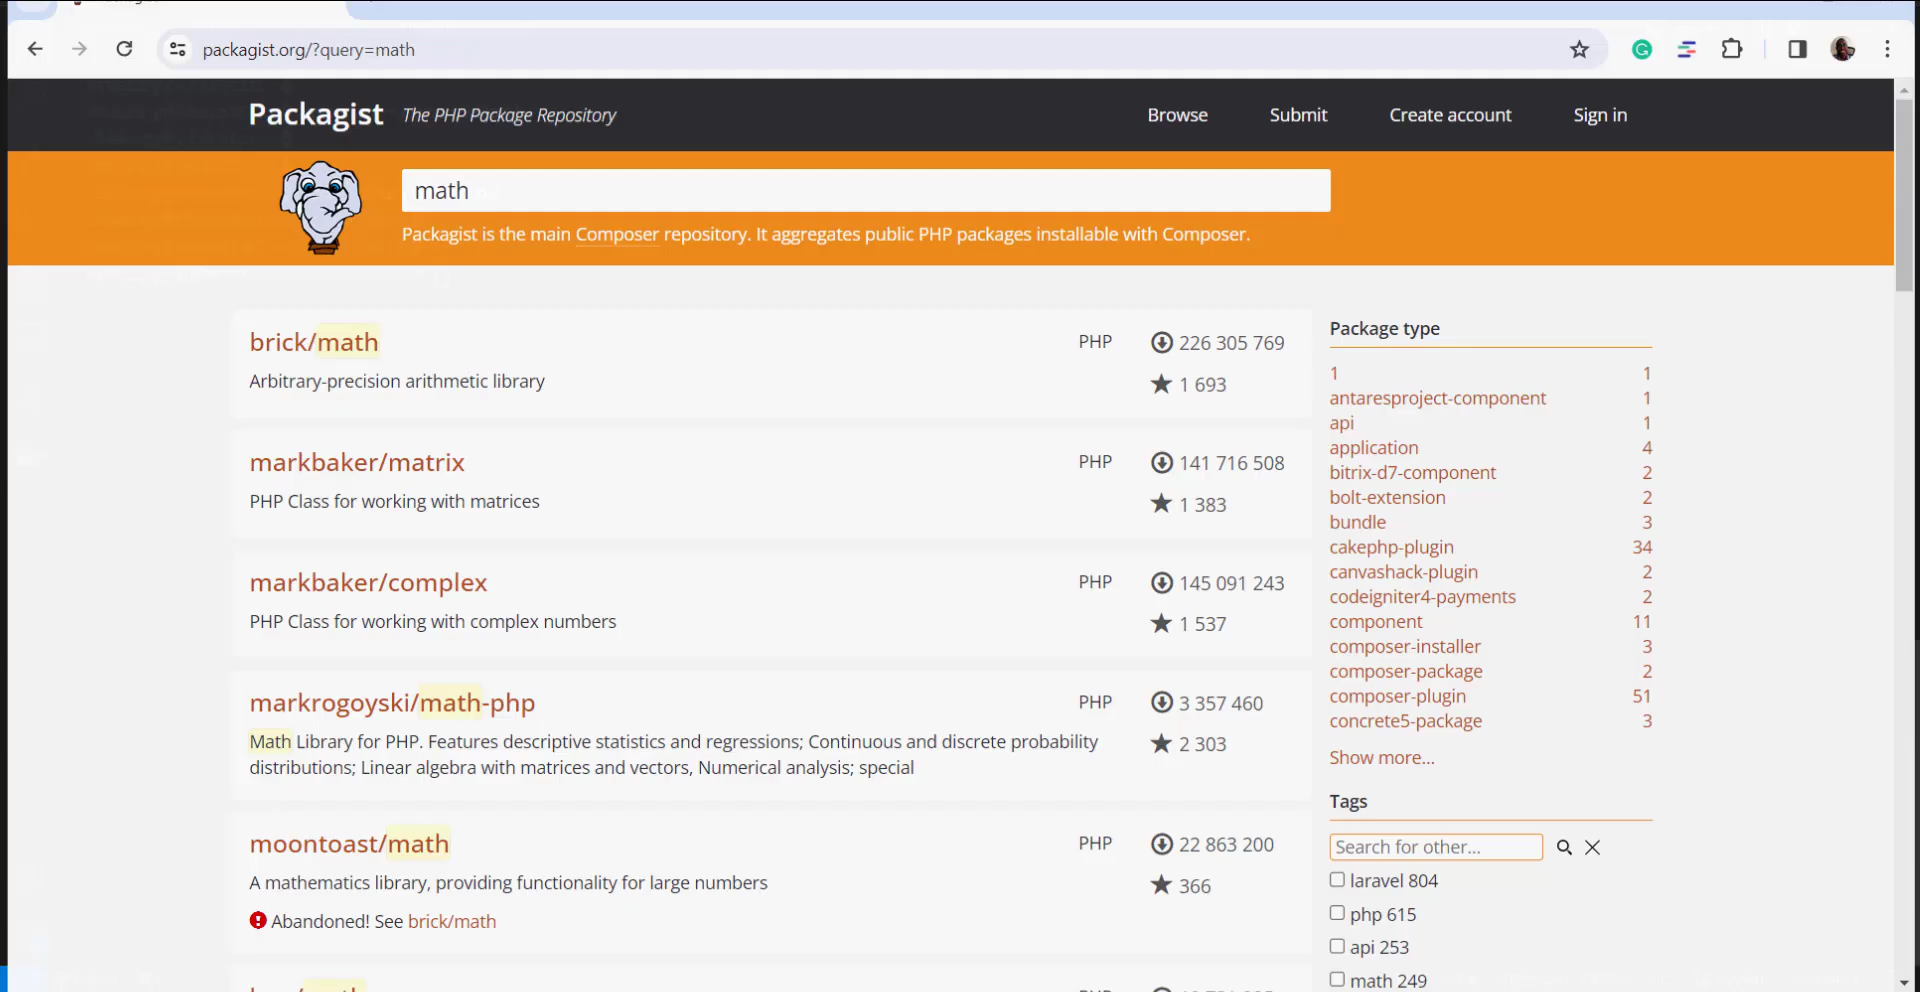 packagist.org/?query=math
Packagist
The PHP Package Repository
Browse
Submit
Create account
Sign in
math
Packagist is the main Composer repository. It aggregates public PHP packages installable with Composer.
brick/math
PHP
226 305 769
Arbitrary-precision arithmetic library
1 693
markbaker/matrix
PHP
141 716 508
PHP Class for working with matrices
1 383
markbaker/complex
PHP
145 091 243
PHP Class for working with complex numbers
1 537
markrogoyski/math-php
PHP
3 357 460
Math Library for PHP. Features descriptive statistics and regressions; Continuous and discrete probability
distributions; Linear algebra with matrices and vectors, Numerical analysis; special
2 303
moontoast/math
PHP
22 863 200
A mathematics library, providing functionality for large numbers
366
Abandoned! See brick/math
Package type
1 1
antaresproject-component 1
api 1
application 4
bitrix-d7-component 2
bolt-extension 2
bundle 3
cakephp-plugin 34
canvashack-plugin 2
codeigniter4-payments 2
component 11
composer-installer 3
composer-package 2
composer-plugin 51
concrete5-package 3
Show more...
Tags
Search for other...
laravel 804
php 615
api 253
math 249